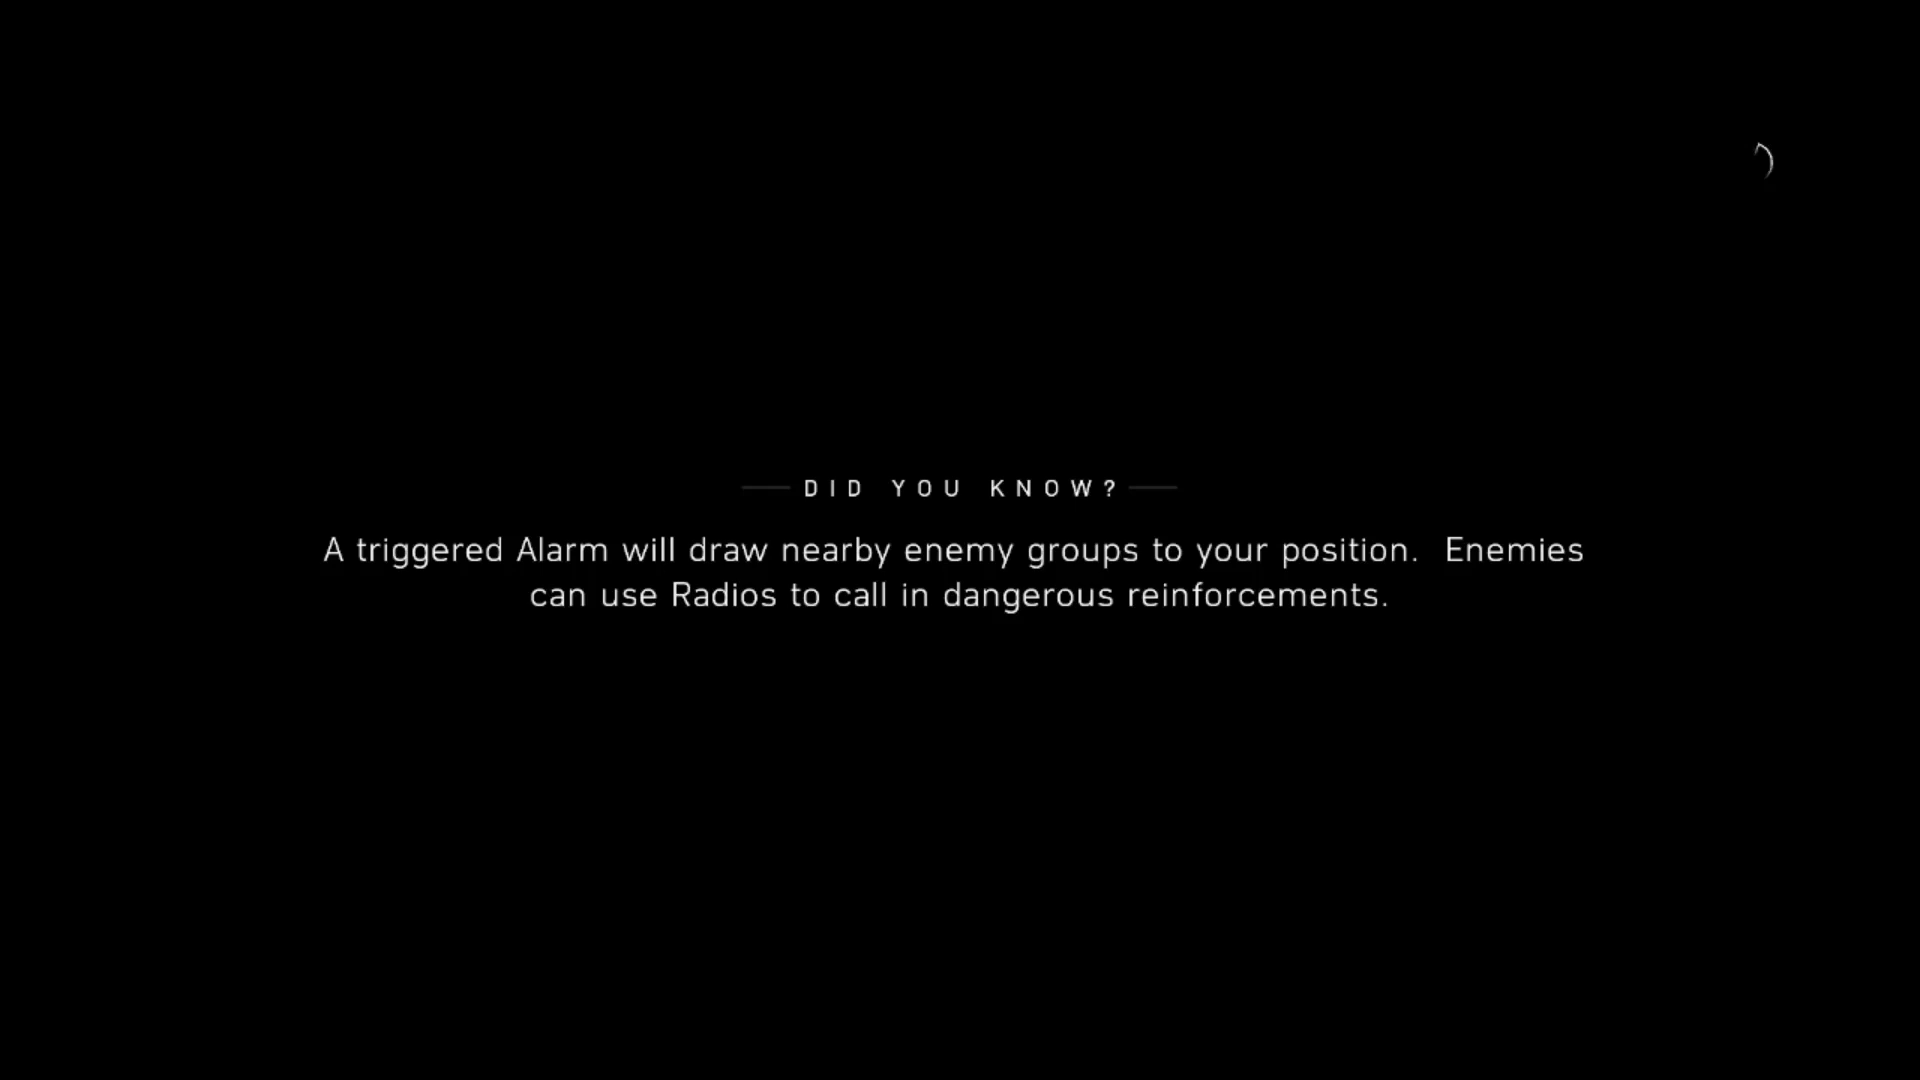 DID YOU KNOW?
A triggered Alarm will draw nearby enemy groups to your position.  Enemies
can use Radios to call in dangerous reinforcements.